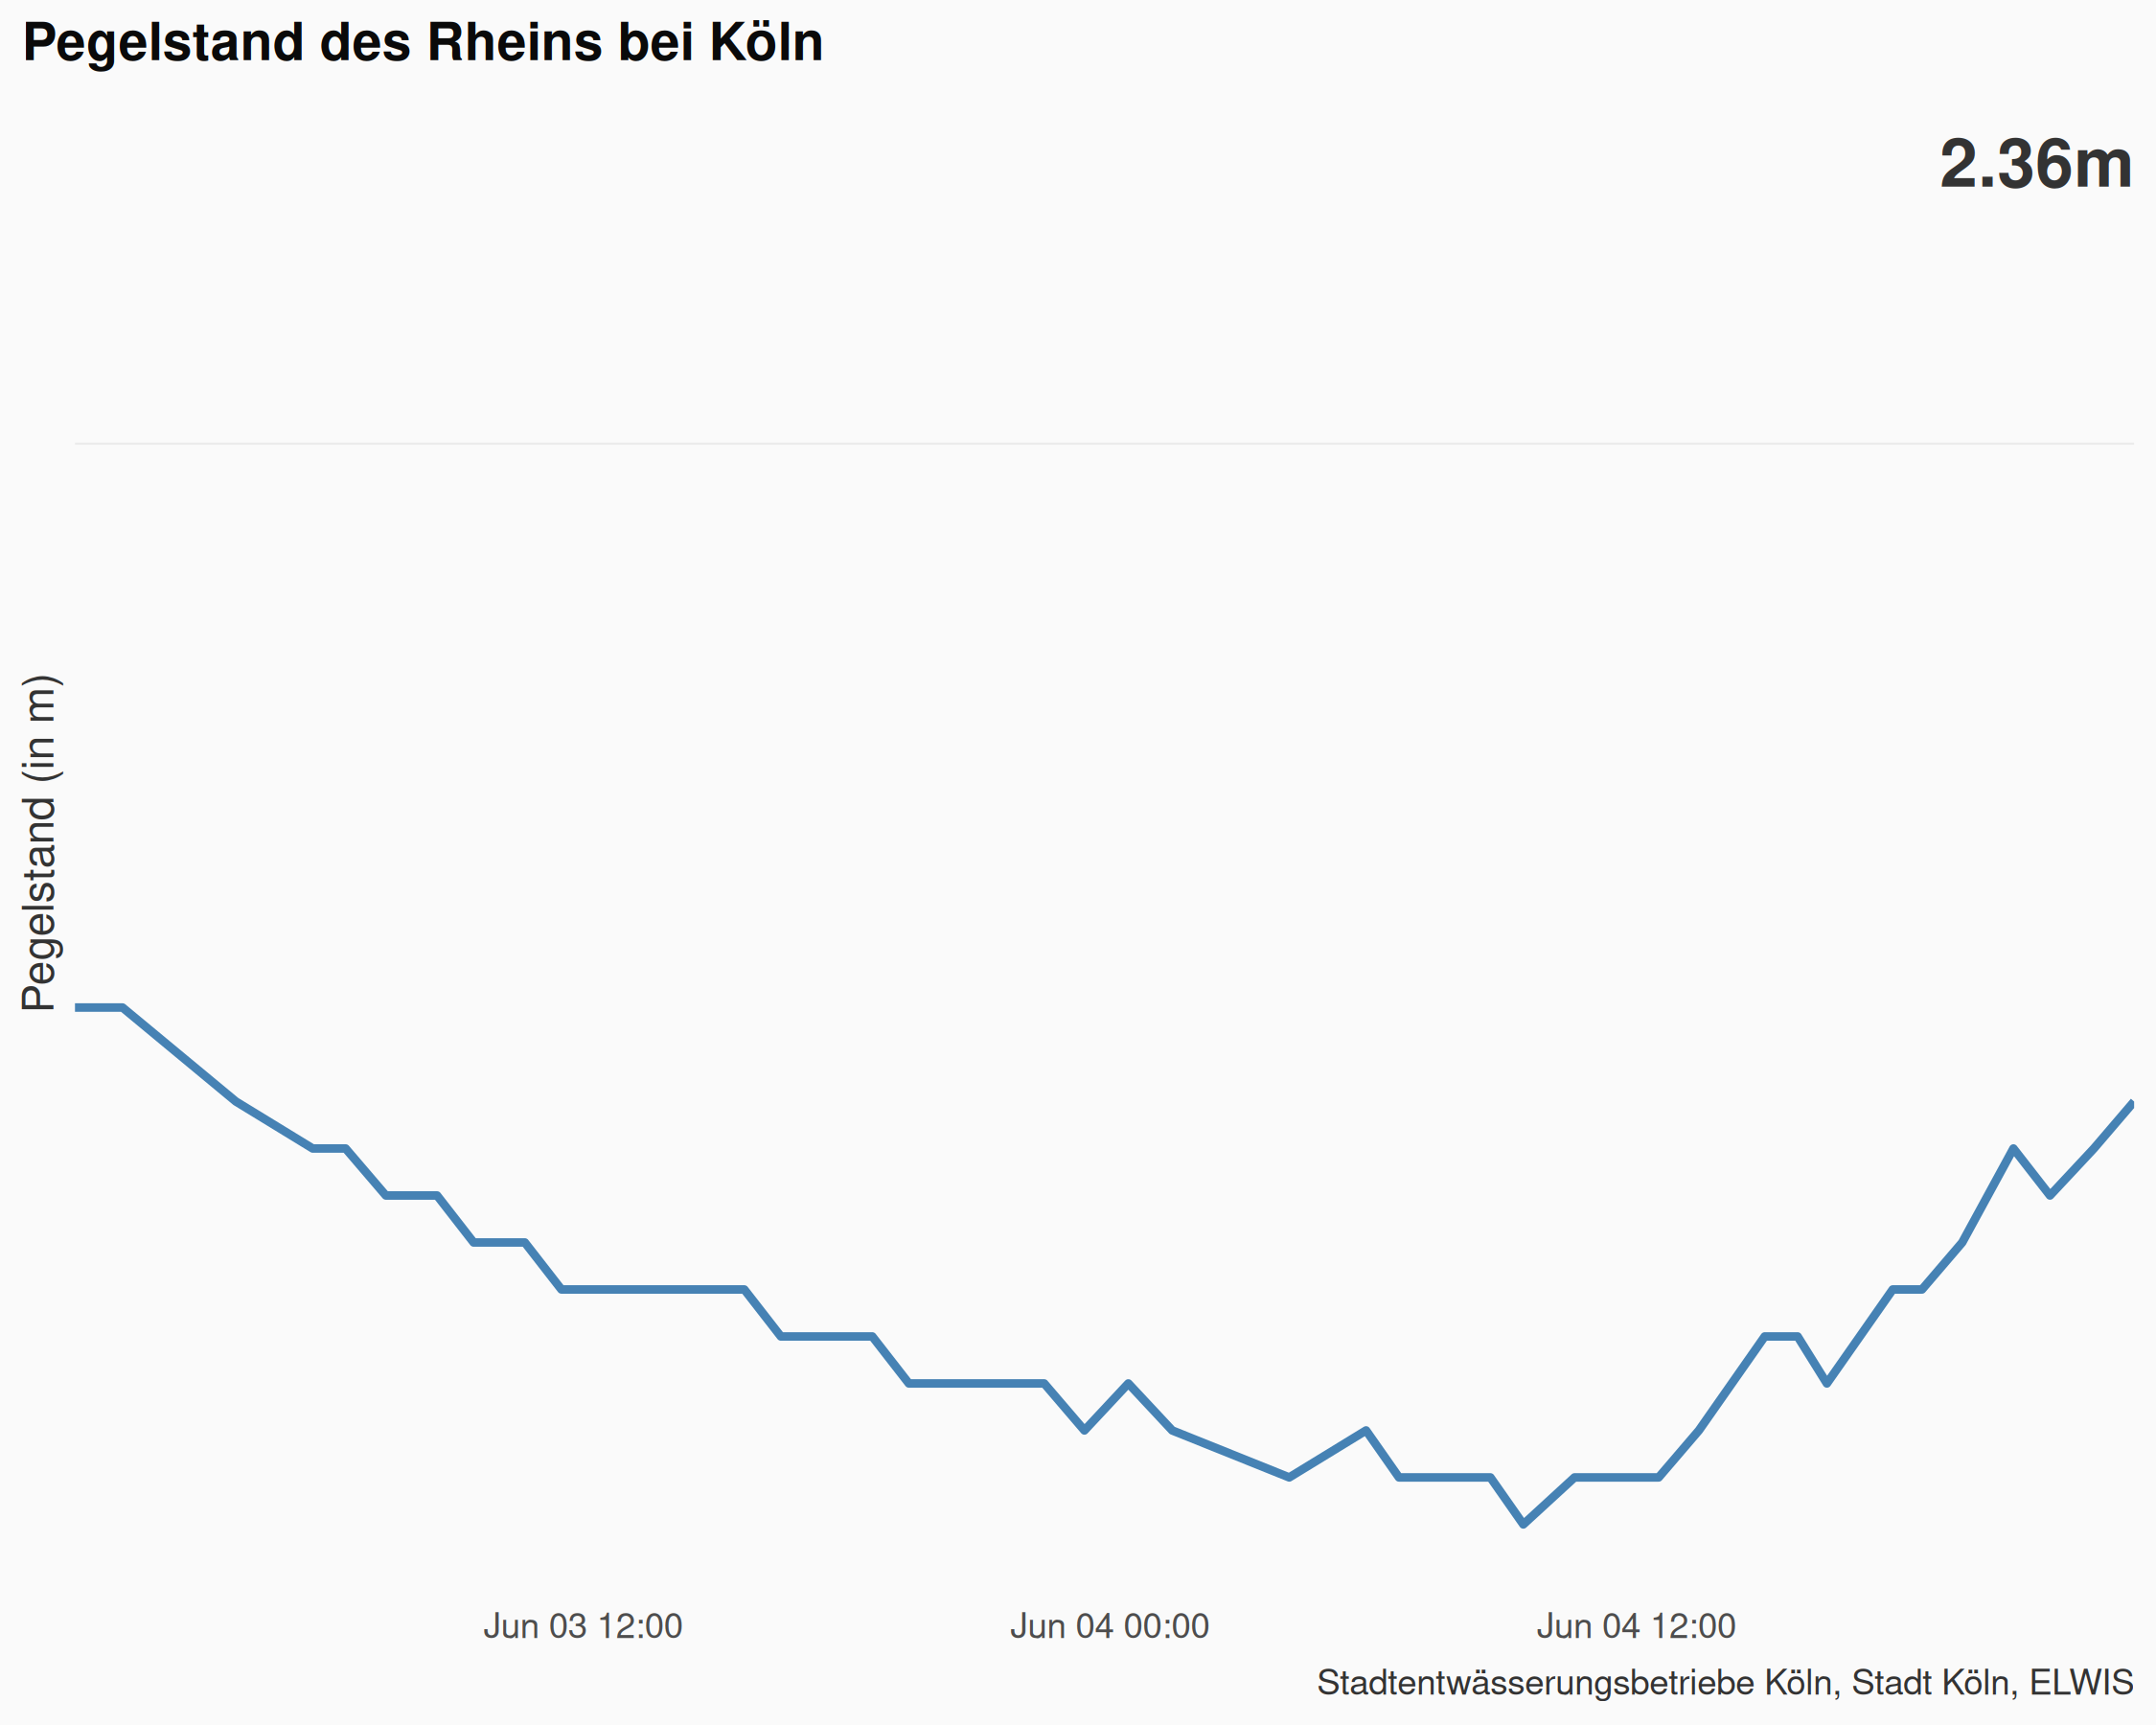 Pegelstand des Rheins bei Köln
2.36m
Pegelstand (in m)
Jun 03 12:00
Jun 04 00:00
Jun 04 12:00
Stadtentwässerungsbetriebe Köln, Stadt Köln, ELWIS